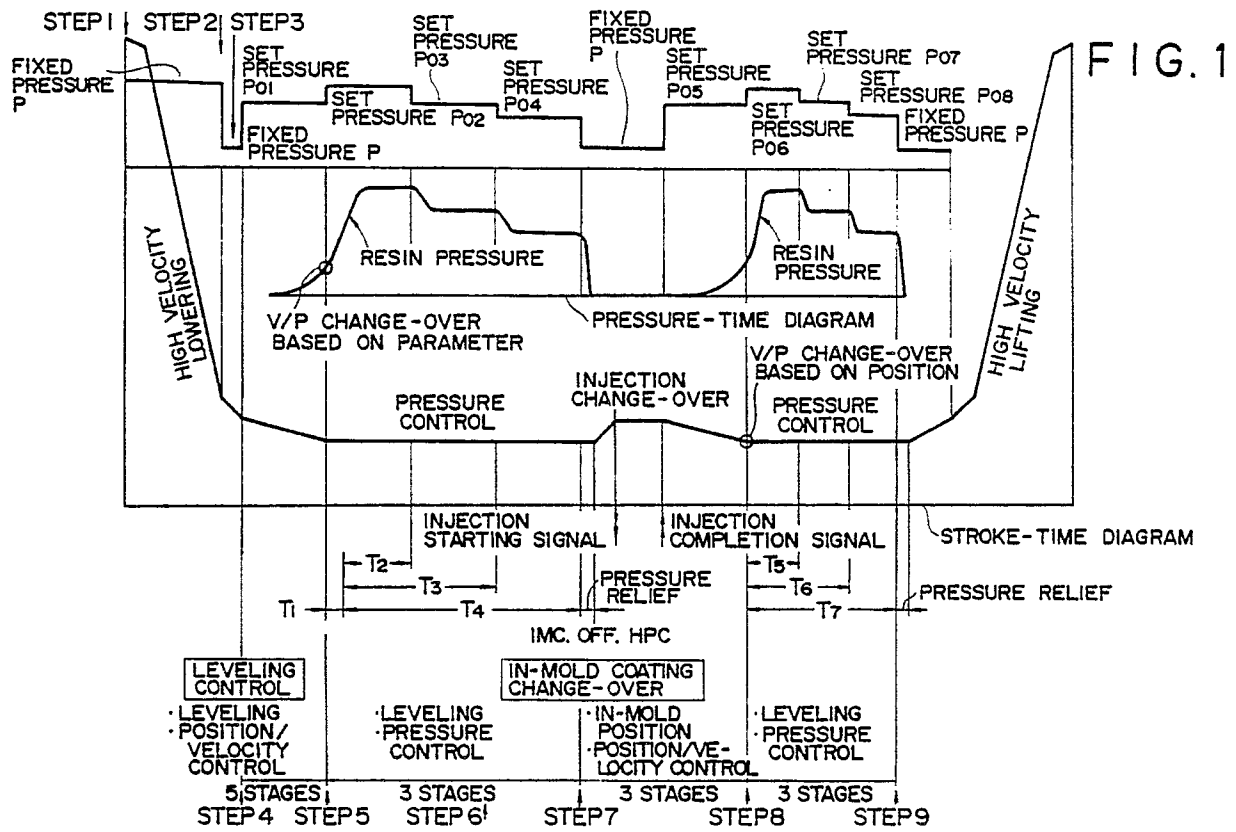 FIG. 1
STEP1
STEP2
STEP3
FIXED
PRESSURE
P
SET
PRESSURE
P01
FIXED
PRESSURE P
SET
PRESSURE P02
SET
PRESSURE
P03
SET
PRESSURE
P04
FIXED
PRESSURE
P
SET
PRESSURE
P05
SET
PRESSURE
P06
SET
PRESSURE P07
SET
PRESSURE P08
FIXED
PRESSURE P
HIGH VELOCITY
LOWERING
RESIN PRESSURE
RESIN
PRESSURE
HIGH VELOCITY
LIFTING
V/P CHANGE-OVER
BASED ON PARAMETER
PRESSURE-TIME DIAGRAM
V/P CHANGE-OVER
BASED ON POSITION
INJECTION
CHANGE-OVER
PRESSURE
CONTROL
PRESSURE
CONTROL
INJECTION
STARTING SIGNAL
INJECTION
COMPLETION SIGNAL
STROKE-TIME DIAGRAM
T1
T2
T3
T4
PRESSURE
RELIEF
T5
T6
T7
PRESSURE RELIEF
IMC. OFF. HPC
LEVELING
CONTROL
IN-MOLD COATING
CHANGE-OVER
·LEVELING
·POSITION/
VELOCITY
CONTROL
·LEVELING
·PRESSURE
CONTROL
·IN-MOLD
POSITION
·POSITION/VE-
LOCITY CONTROL
·LEVELING
·PRESSURE
CONTROL
5 STAGES
3 STAGES
3 STAGES
3 STAGES
STEP4
STEP5
STEP6
STEP7
STEP8
STEP9